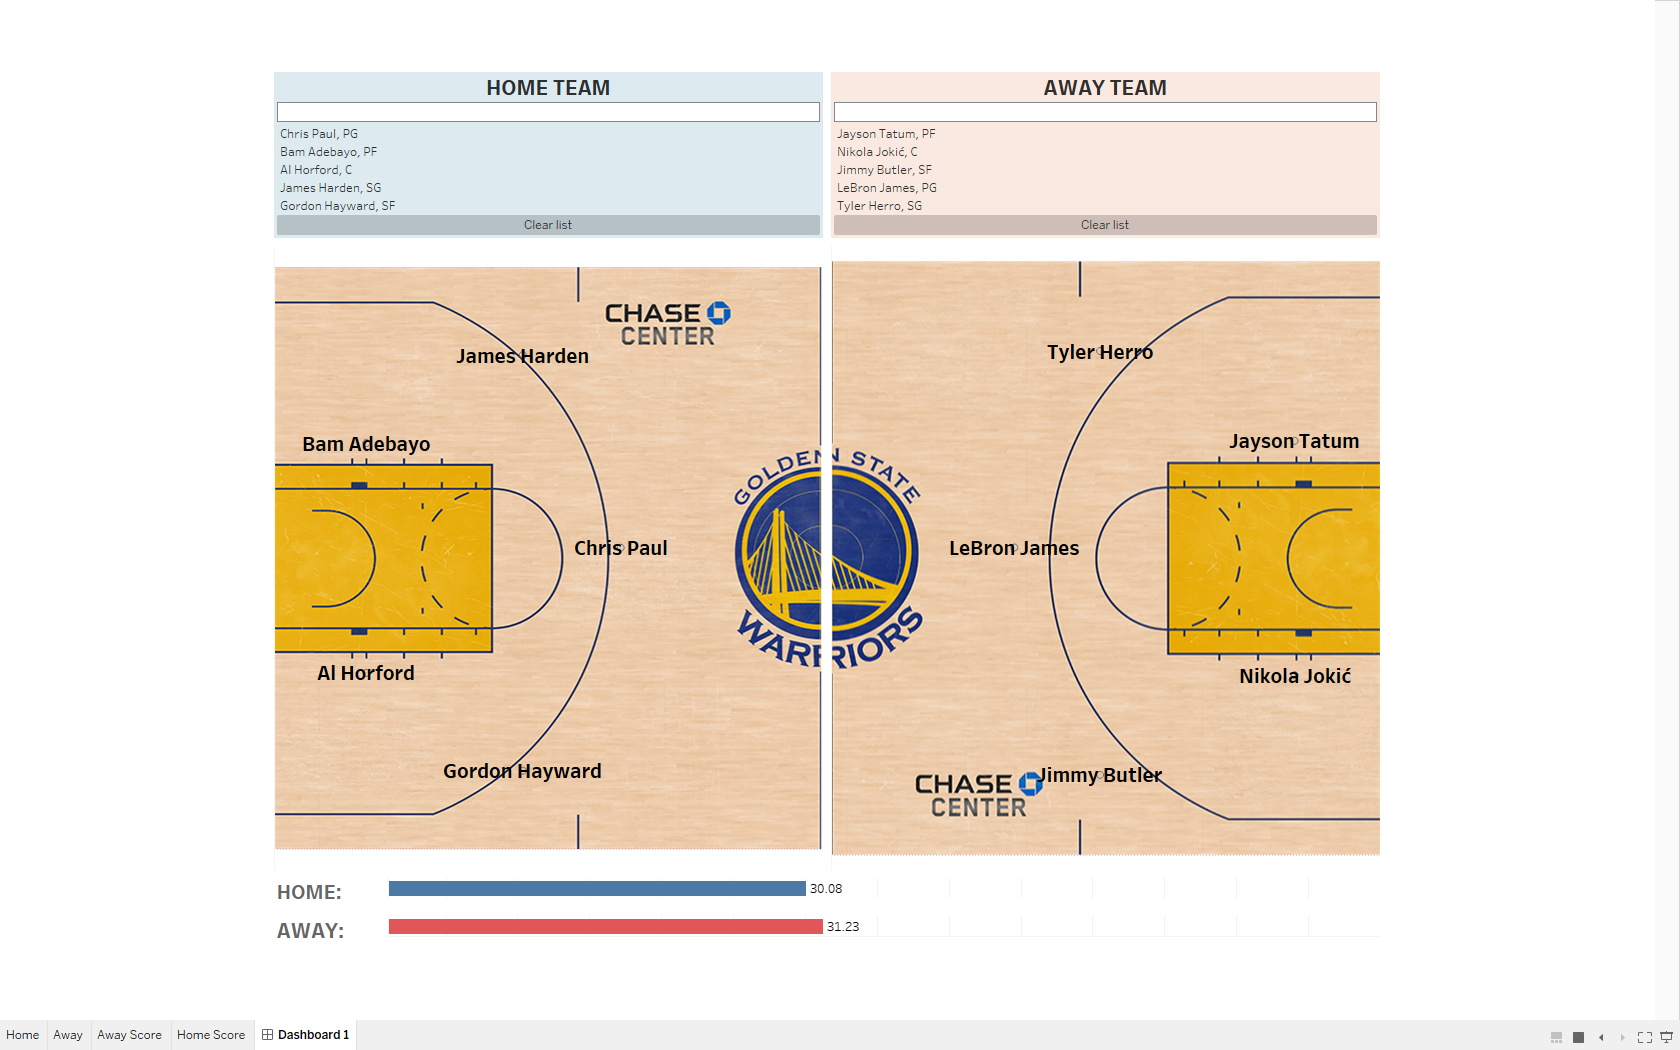 HOME TEAM
Chris Paul, PG
Bam Adebayo, PF
Al Horford, C
James Harden, SG
Gordon Hayward, SF
Clear list
AWAY TEAM
Jayson Tatum, PF
Nikola Jokić, C
Jimmy Butler, SF
LeBron James, PG
Tyler Herro, SG
Clear list
CHASE
CENTER
James Harden
Bam Adebayo
Chris Paul
Al Horford
Gordon Hayward
GOLDEN STATE
WARRIORS
Tyler Herro
Jayson Tatum
LeBron James
Nikola Jokić
Jimmy Butler
CHASE
CENTER
HOME: 30.08
AWAY: 31.23
Home Away Away Score Home Score Dashboard 1